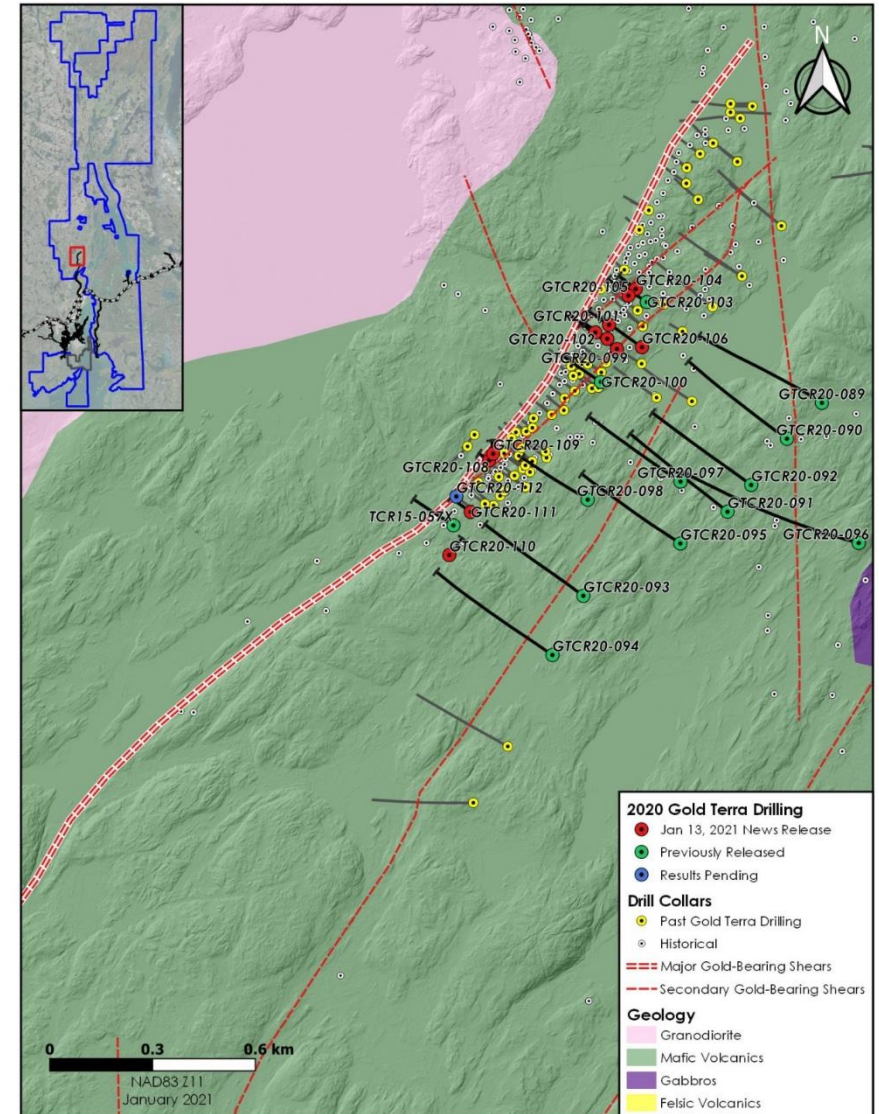 N
GTCR20-104
GTCR20-105
GTCR20-103
GTCR20-101
GTCR20-102
GTCR20-106
GTCR20-099
GTCR20-100
GTCR20-089
GTCR20-090
GTCR20-109
GTCR20-108
GTCR20-097
GTCR20-092
GTCR20-112
GTCR20-098
GTCR20-091
GTCR20-111
TCR15-057X
GTCR20-095
GTCR20-096
GTCR20-110
GTCR20-093
GTCR20-094
2020 Gold Terra Drilling
Jan 13, 2021 News Release
Previously Released
Results Pending
Drill Collars
Past Gold Terra Drilling
Historical
Major Gold-Bearing Shears
Secondary Gold-Bearing Shears
Geology
Granodiorite
Mafic Volcanics
Gabbros
Felsic Volcanics
0 0.3 0.6 km
NAD83 Z11
January 2021